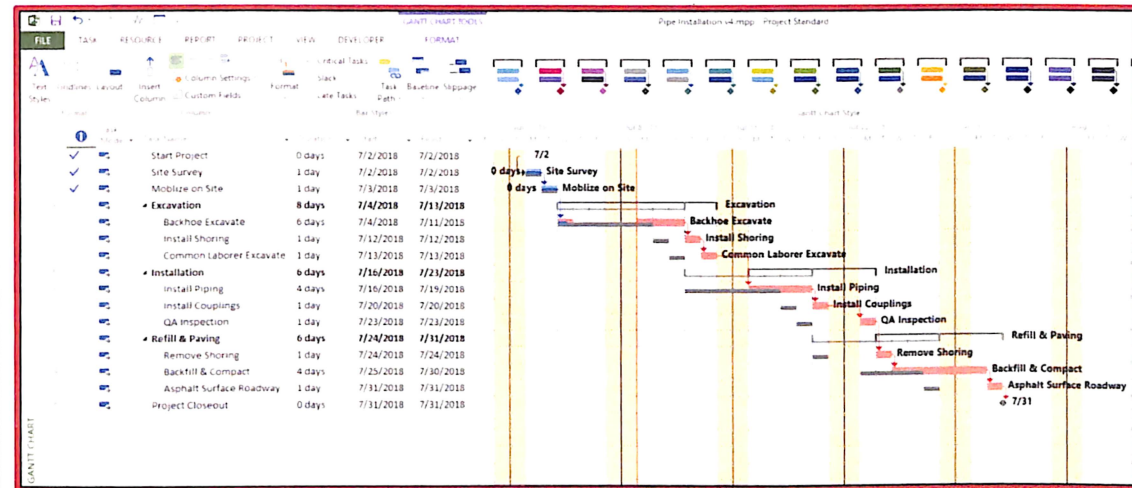 GANTT CHART TOOLS
Pipe Installation v4.mpp - Project Standard
FILE TASK RESOURCE REPORT PROJECT VIEW DEVELOPER FORMAT
Critical Tasks
Column Settings Slack
Text Gridlines Layout Insert Format Task Baseline Slippage
Styles Column Custom Fields Late Tasks Path
Bar Style Gantt Chart Style
Start Project 0 days 7/2/2018 7/2/2018 7/2
Site Survey 1 day 7/2/2018 7/2/2018 0 days Site Survey
Moblize on Site 1 day 7/3/2018 7/3/2018 0 days Moblize on Site
Excavation 8 days 7/4/2018 7/13/2018 Excavation
Backhoe Excavate 6 days 7/4/2018 7/11/2018 Backhoe Excavate
Install Shoring 1 day 7/12/2018 7/12/2018 Install Shoring
Common Laborer Excavate 1 day 7/13/2018 7/13/2018 Common Laborer Excavate
Installation 6 days 7/16/2018 7/23/2018 Installation
Install Piping 4 days 7/16/2018 7/19/2018 Install Piping
Install Couplings 1 day 7/20/2018 7/20/2018 Install Couplings
QA Inspection 1 day 7/23/2018 7/23/2018 QA Inspection
Refill & Paving 6 days 7/24/2018 7/31/2018 Refill & Paving
Remove Shoring 1 day 7/24/2018 7/24/2018 Remove Shoring
Backfill & Compact 4 days 7/25/2018 7/30/2018 Backfill & Compact
Asphalt Surface Roadway 1 day 7/31/2018 7/31/2018 Asphalt Surface Roadway
Project Closeout 0 days 7/31/2018 7/31/2018 7/31
GANTT CHART